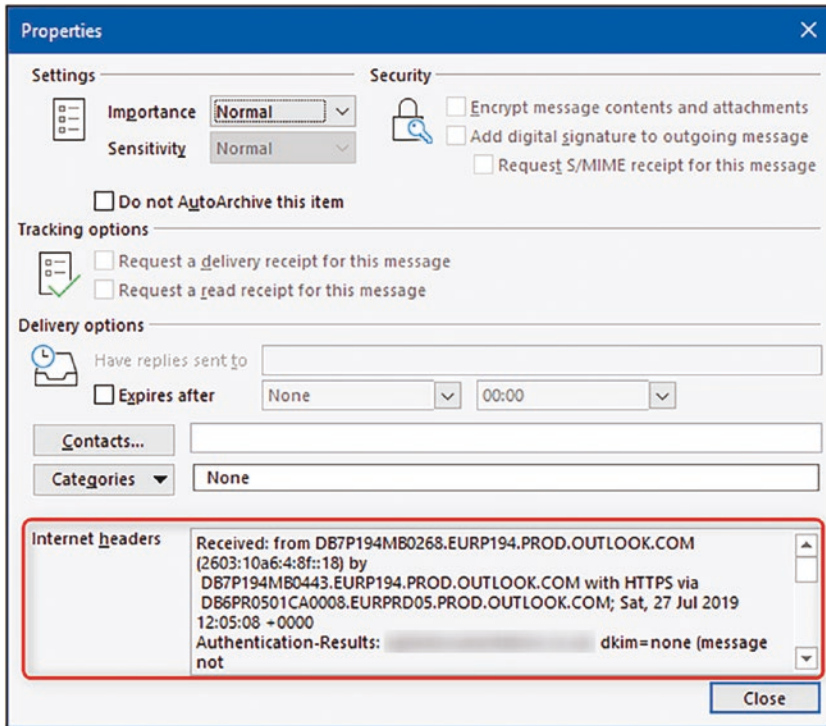 Properties
Settings
Security
Importance Normal
Encrypt message contents and attachments
Sensitivity Normal
Add digital signature to outgoing message
Request S/MIME receipt for this message
Do not AutoArchive this item
Tracking options
Request a delivery receipt for this message
Request a read receipt for this message
Delivery options
Have replies sent to
Expires after None 00:00
Contacts...
Categories None
Internet headers
Received: from DB7P194MB0268.EURP194.PROD.OUTLOOK.COM
(2603:10a6:4:8f::18) by
DB7P194MB0443.EURP194.PROD.OUTLOOK.COM with HTTPS via
DB6PR0501CA0008.EURPRD05.PROD.OUTLOOK.COM; Sat, 27 Jul 2019
12:05:08 +0000
Authentication-Results: dkim=none (message
not
Close